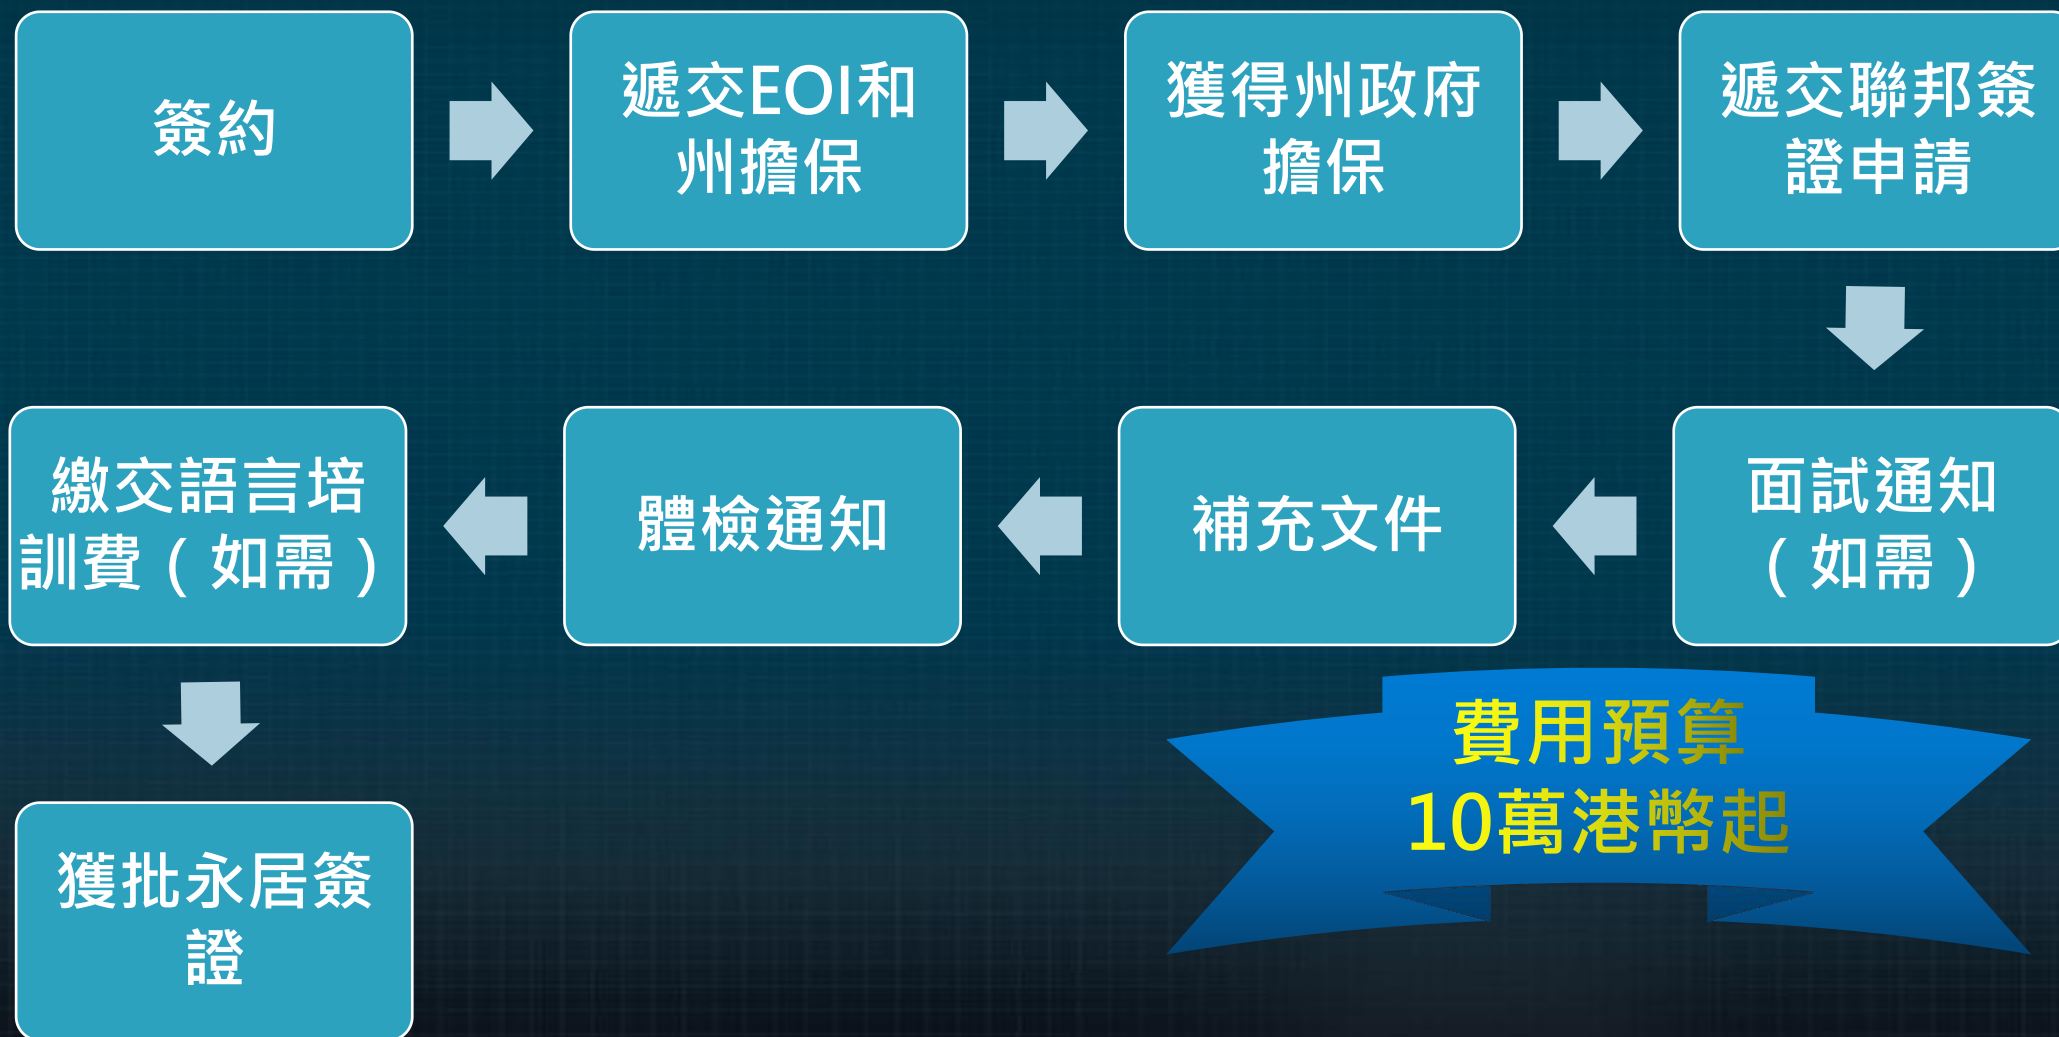 簽約
遞交EOI和
州擔保
獲得州政府
擔保
遞交聯邦簽
證申請
面試通知
（如需）
補充文件
體檢通知
繳交語言培
訓費（如需）
獲批永居簽
證
費用預算
10萬港幣起